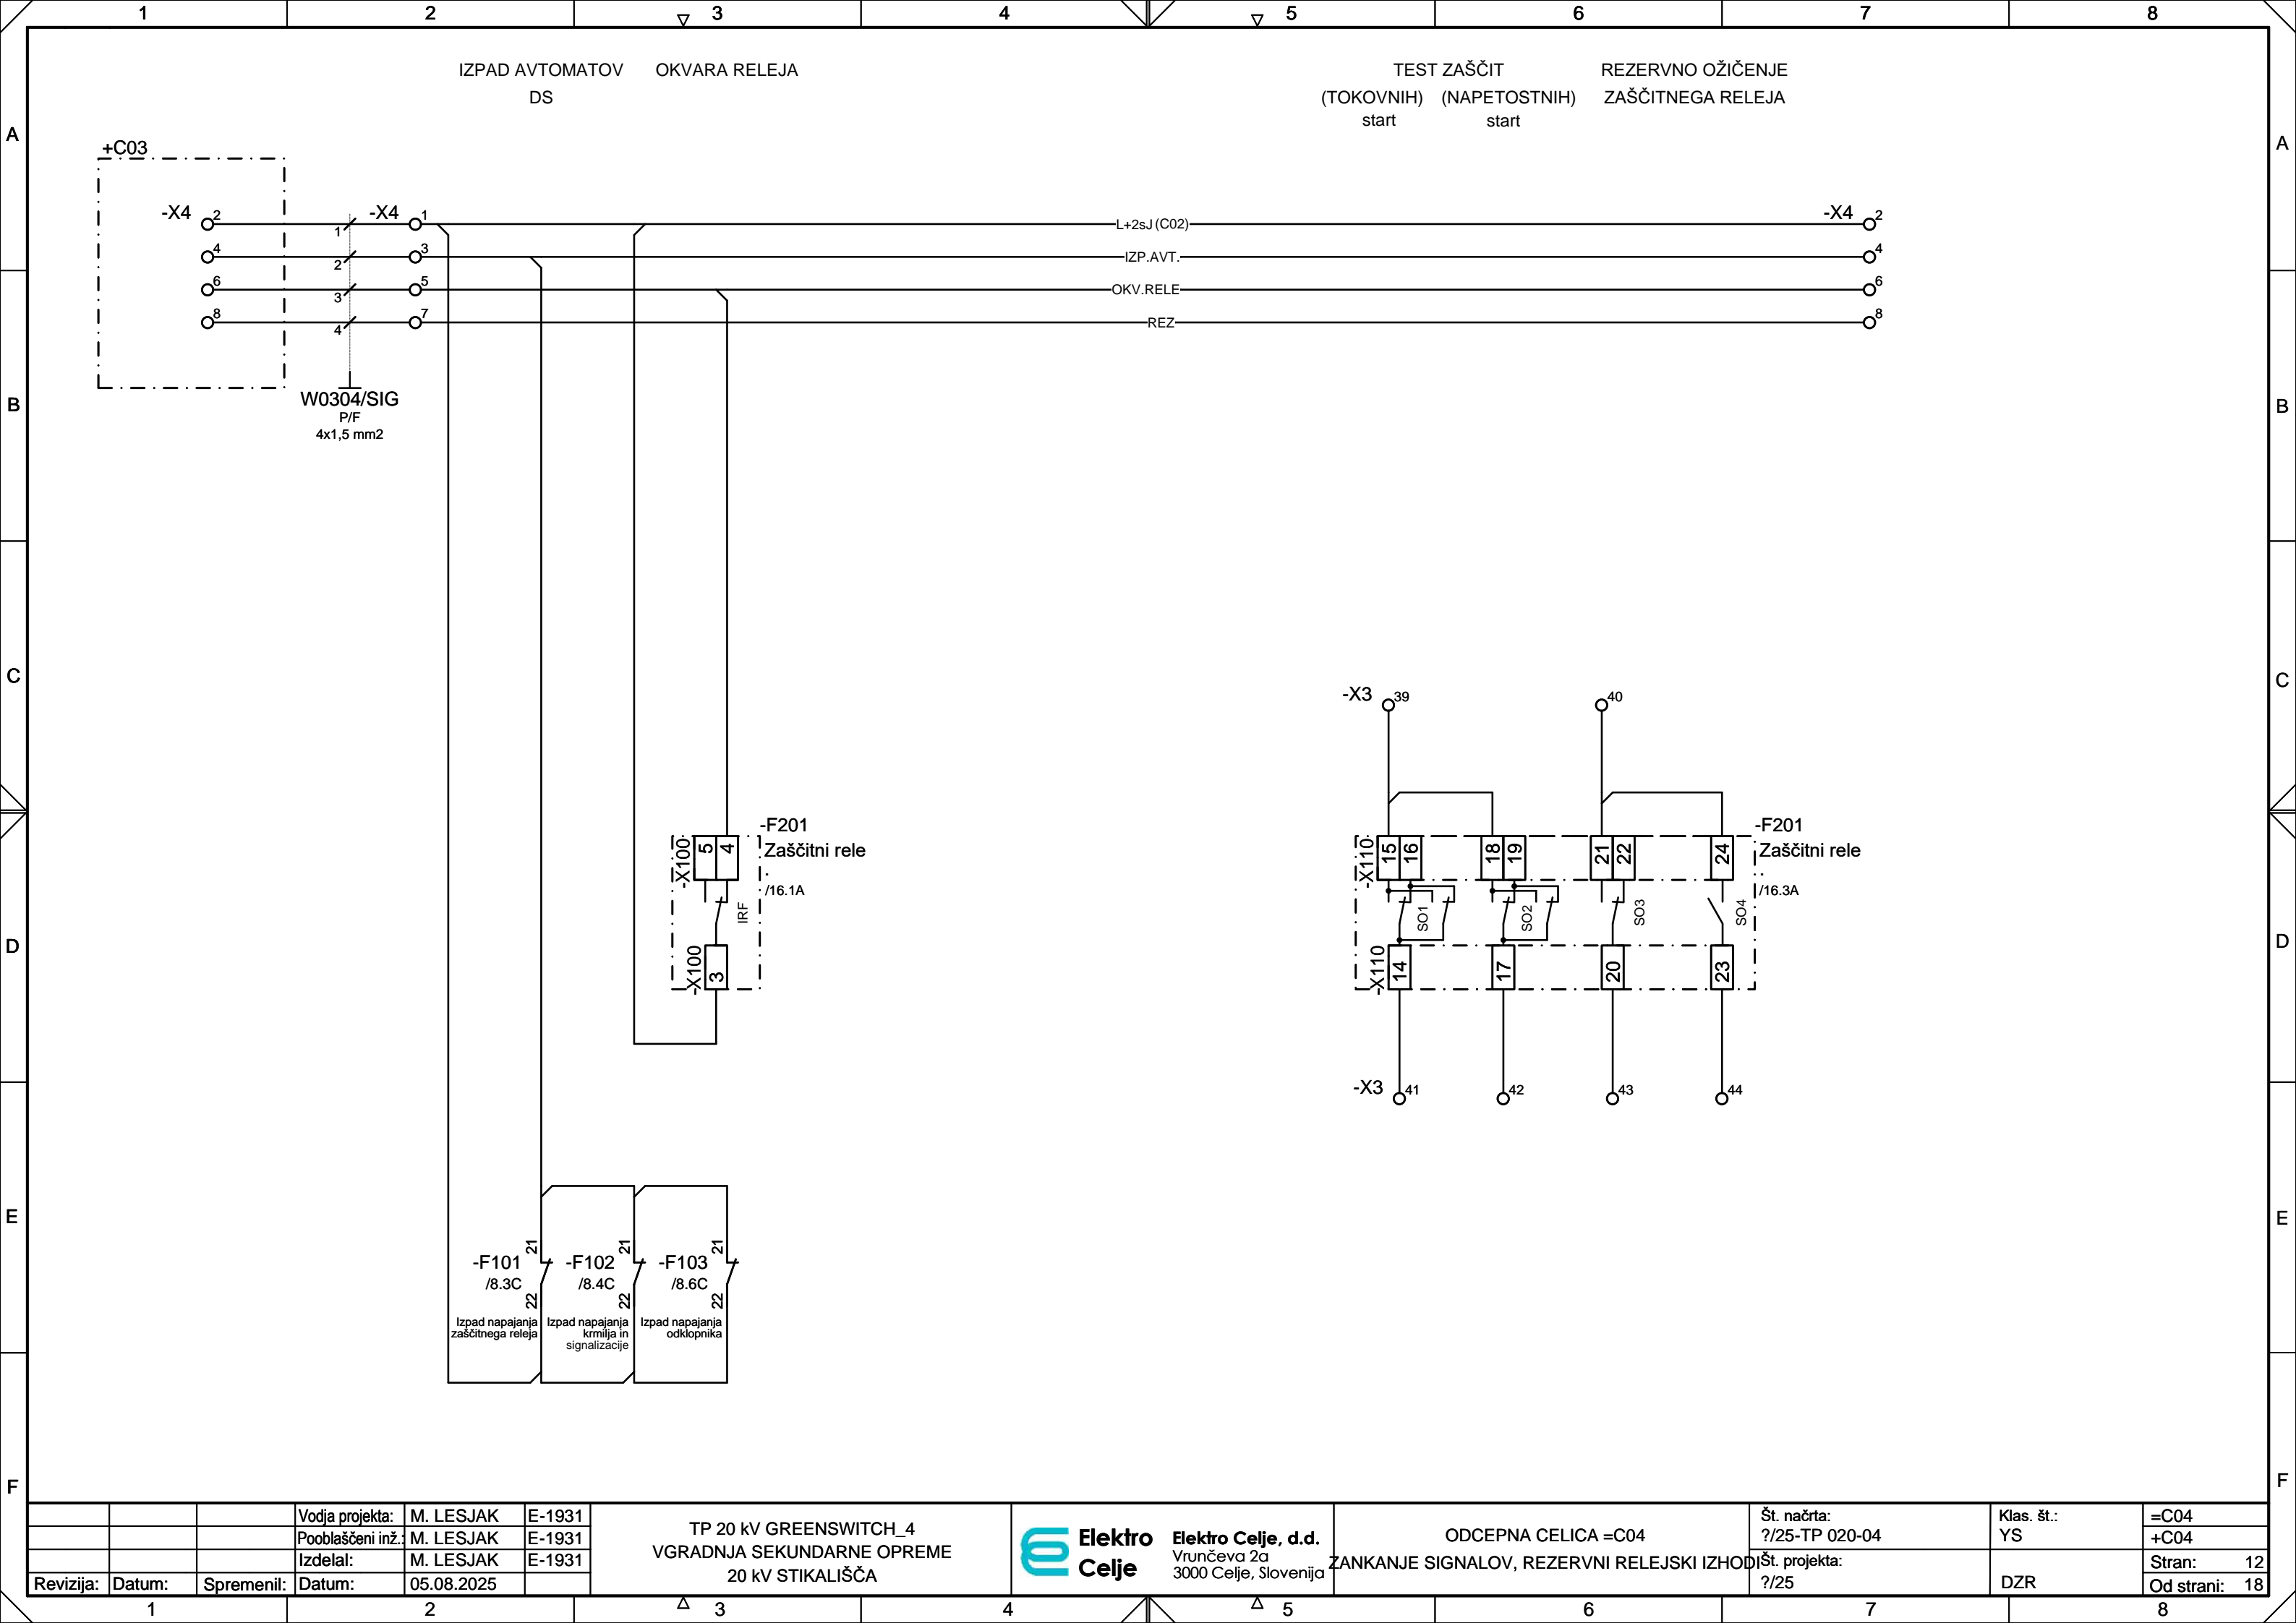 1 2 3 4 5 6 7 8
IZPAD AVTOMATOV
DS
OKVARA RELEJA
TEST ZAŠČIT
(TOKOVNIH) (NAPETOSTNIH)
start start
REZERVNO OŽIČENJE
ZAŠČITNEGA RELEJA
A A
+C03
-X4 2 1 -X4 1 L+2sJ (C02) -X4 2
4 2 3 IZP.AVT. 4
6 3 5 OKV.RELE 6
8 4 7 REZ 8
W0304/SIG
P/F
4x1,5 mm2
B B
C C
-X3 39 40
-F201
Zaščitni rele
.
/16.1A
-X100 5 4
IRF
-X100 3
-F201
Zaščitni rele
..
/16.3A
-X110 15 16 18 19 21 22 24
SO1 SO2 SO3 SO4
-X110 14 17 20 23
D D
-X3 41 42 43 44
E E
21 21 21
-F101 -F102 -F103
/8.3C /8.4C /8.6C
22 22 22
Izpad napajanja
zaščitnega releja
Izpad napajanja
krmilja in
signalizacije
Izpad napajanja
odklopnika
F F
Vodja projekta: M. LESJAK E-1931
Pooblaščeni inž.: M. LESJAK E-1931
Izdelal: M. LESJAK E-1931
Revizija: Datum: Spremenil: Datum: 05.08.2025
TP 20 kV GREENSWITCH_4
VGRADNJA SEKUNDARNE OPREME
20 kV STIKALIŠČA
Elektro
Celje
Elektro Celje, d.d.
Vrunčeva 2a
3000 Celje, Slovenija
ODCEPNA CELICA =C04
ZANKANJE SIGNALOV, REZERVNI RELEJSKI IZHODI
Št. načrta:
?/25-TP 020-04
Št. projekta:
?/25
Klas. št.:
YS
DZR
=C04
+C04
Stran: 12
Od strani: 18
1 2 3 4 5 6 7 8